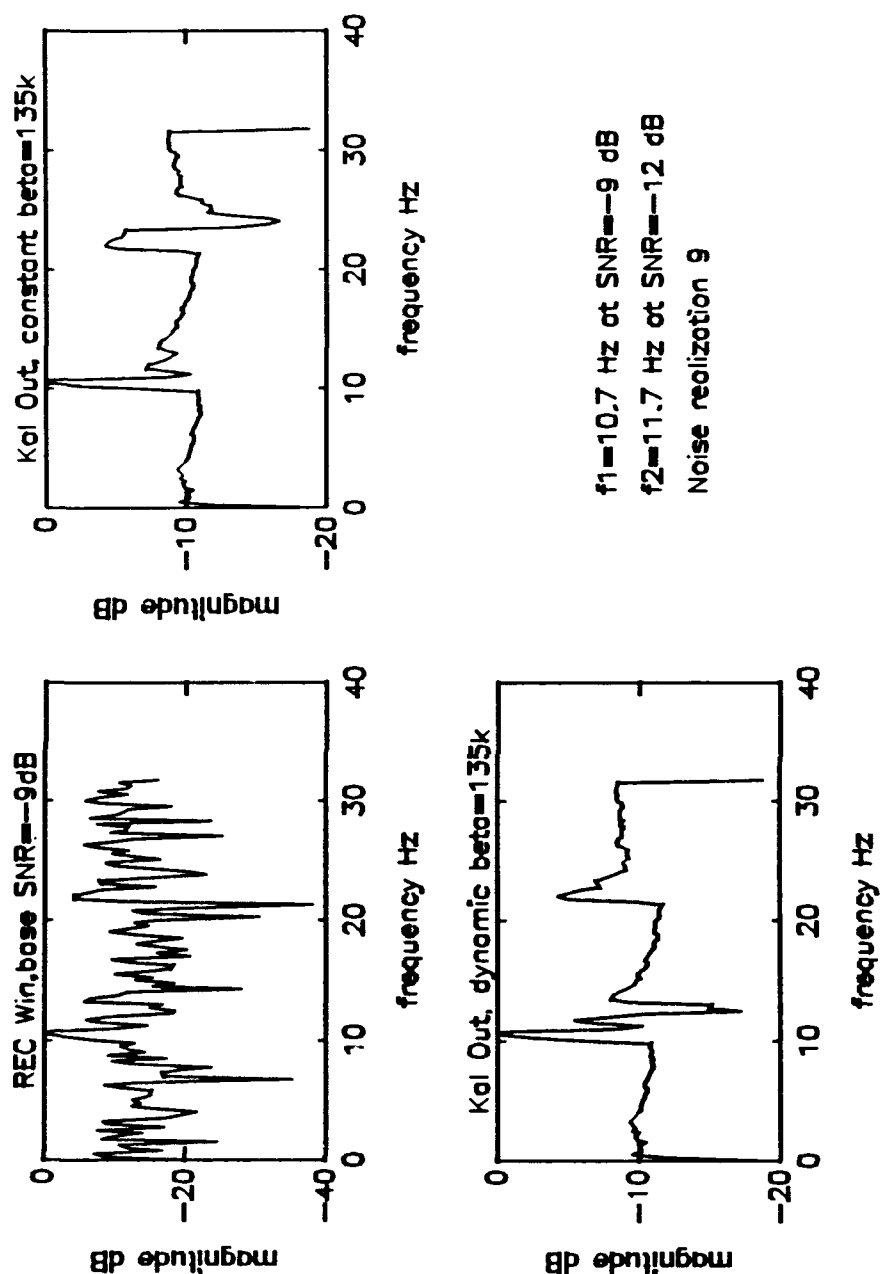 REC Win,base SNR=-9dB
0
-20
-40
magnitude dB
0
10
20
30
40
frequency Hz
Kal Out, constant beta=135k
0
-10
-20
magnitude dB
0
10
20
30
40
frequency Hz
Kal Out, dynamic beta=135k
0
-10
-20
magnitude dB
0
10
20
30
40
frequency Hz
f1=10.7 Hz at SNR=-9 dB
f2=11.7 Hz at SNR=-12 dB
Noise realization 9